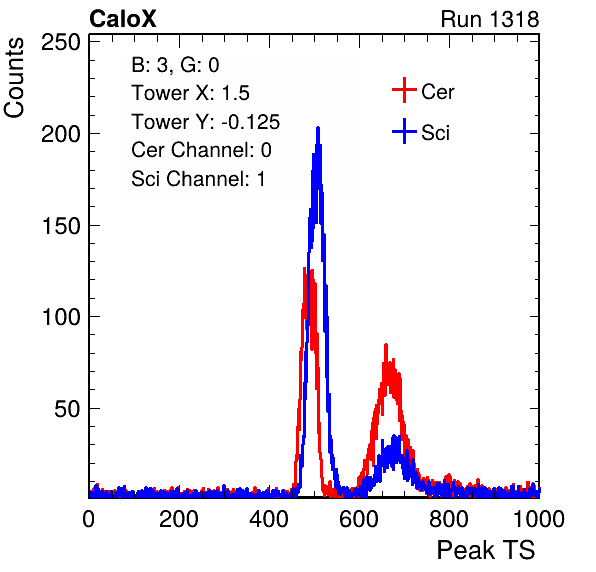 CaloX Run 1318
Counts
250
200
150
100
50
B: 3, G: 0
Tower X: 1.5
Tower Y: -0.125
Cer Channel: 0
Sci Channel: 1
Cer
Sci
0 200 400 600 800 1000
Peak TS